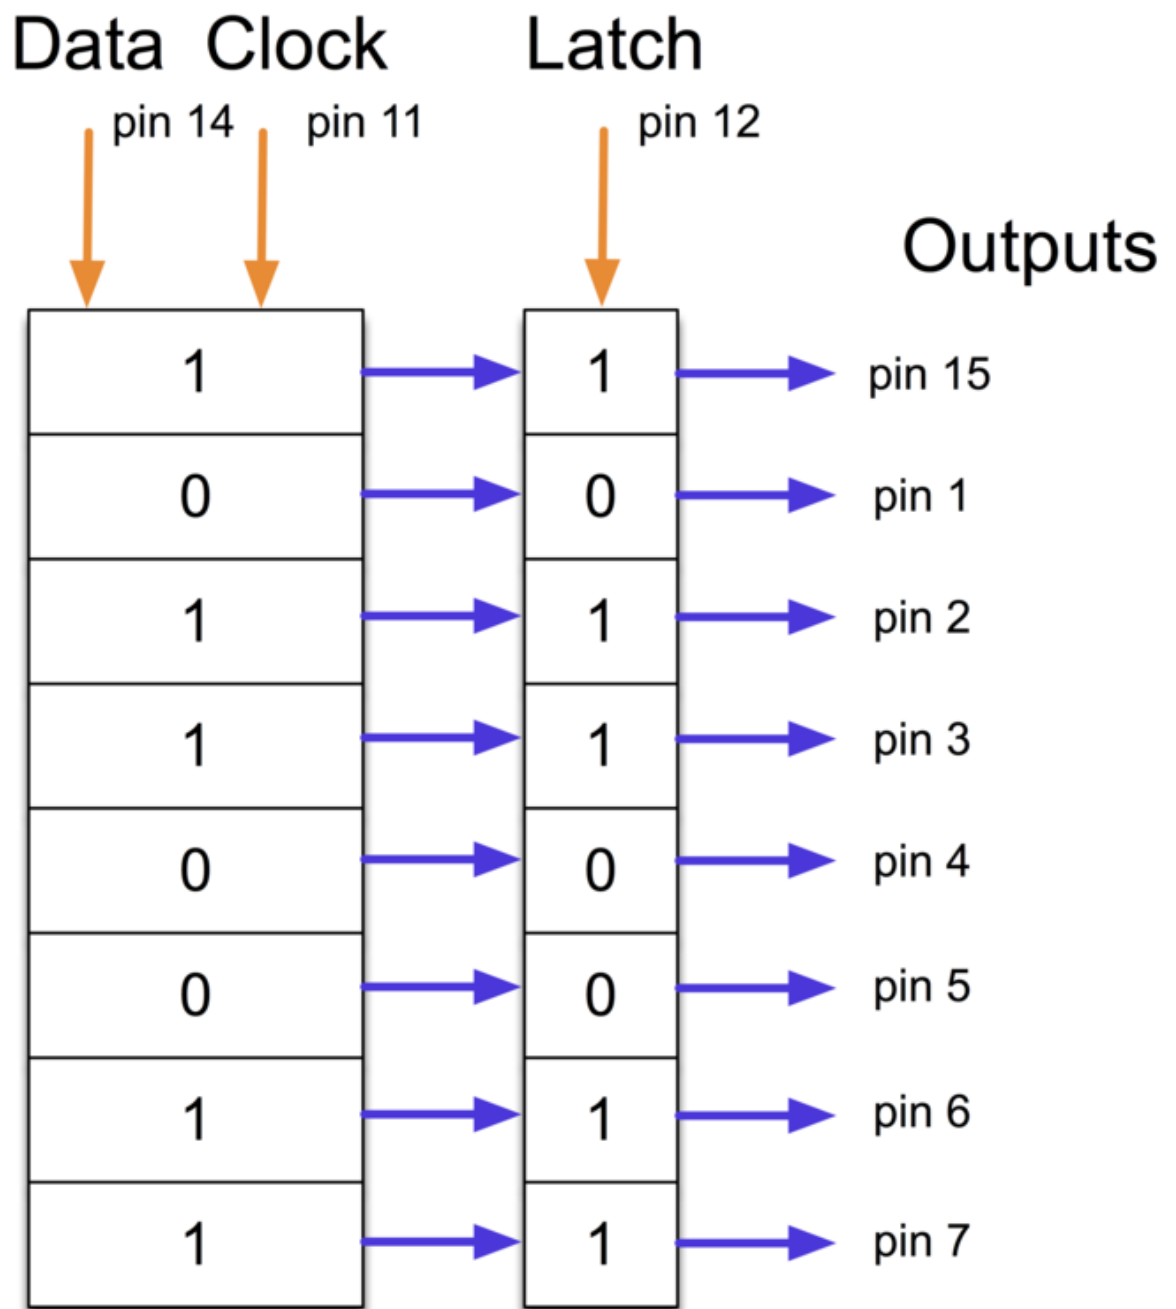 Data Clock Latch
pin 14 pin 11 pin 12
Outputs
1 1 pin 15
0 0 pin 1
1 1 pin 2
1 1 pin 3
0 0 pin 4
0 0 pin 5
1 1 pin 6
1 1 pin 7